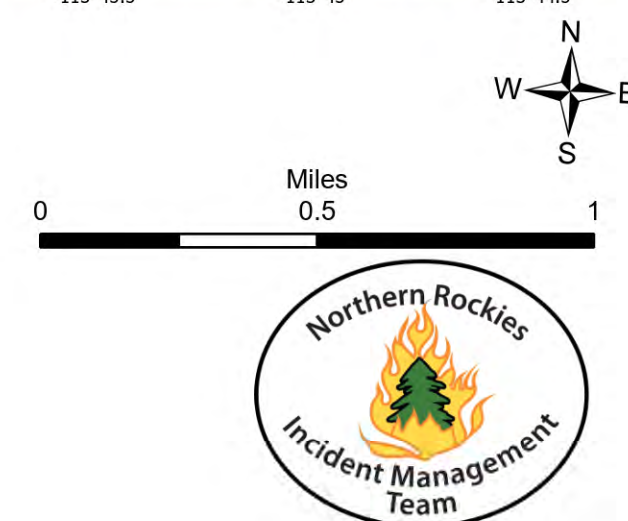 N
W E
S
Miles
0 0.5 1
Northern Rockies
Incident Management
Team